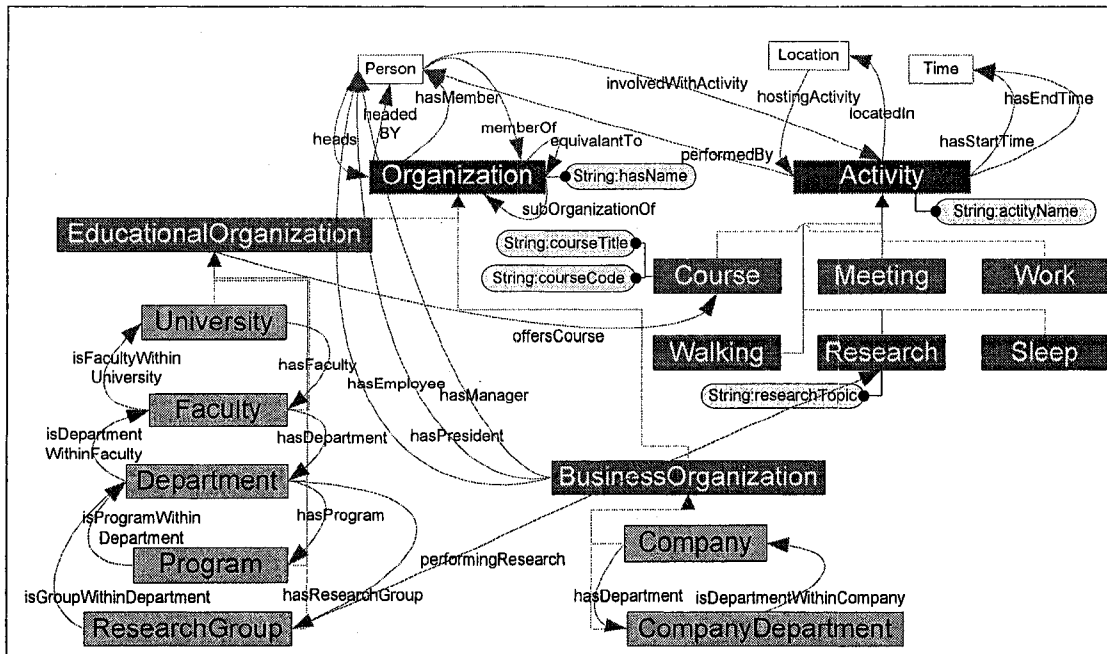 Person
Location
Time
involvedWithActivity
hostingActivity
hasMember
headed
BY
heads
memberOf
equivalantTo
locatedIn
hasEndTime
hasStartTime
performedBy
Organization
String:hasName
Activity
subOrganizationOf
String:actityName
EducationalOrganization
String:courseTitle
String:courseCode
Course
Meeting
Work
University
offersCourse
Walking
Research
Sleep
isFacultyWithin
University
hasFaculty
hasEmployee
hasManager
String:researchTopic
Faculty
isDepartment
WithinFaculty
hasDepartment
hasPresident
Department
BusinessOrganization
isProgramWithin
Department
hasProgram
Program
Company
performingResearch
isGroupWithinDepartment
hasResearchGroup
hasDepartment
isDepartmentWithinCompany
ResearchGroup
CompanyDepartment